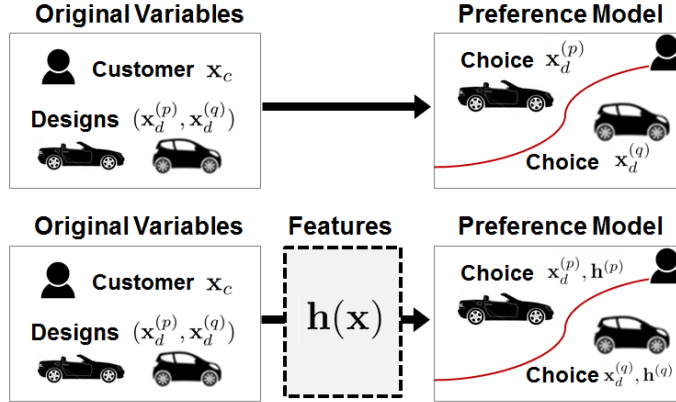 Original Variables
Preference Model
Customer x_c
Designs (x_d^{(p)}, x_d^{(q)})
Choice x_d^{(p)}
Choice x_d^{(q)}
Original Variables
Features
Preference Model
Customer x_c
Designs (x_d^{(p)}, x_d^{(q)})
h(x)
Choice x_d^{(p)}, h^{(p)}
Choice x_d^{(q)}, h^{(q)}